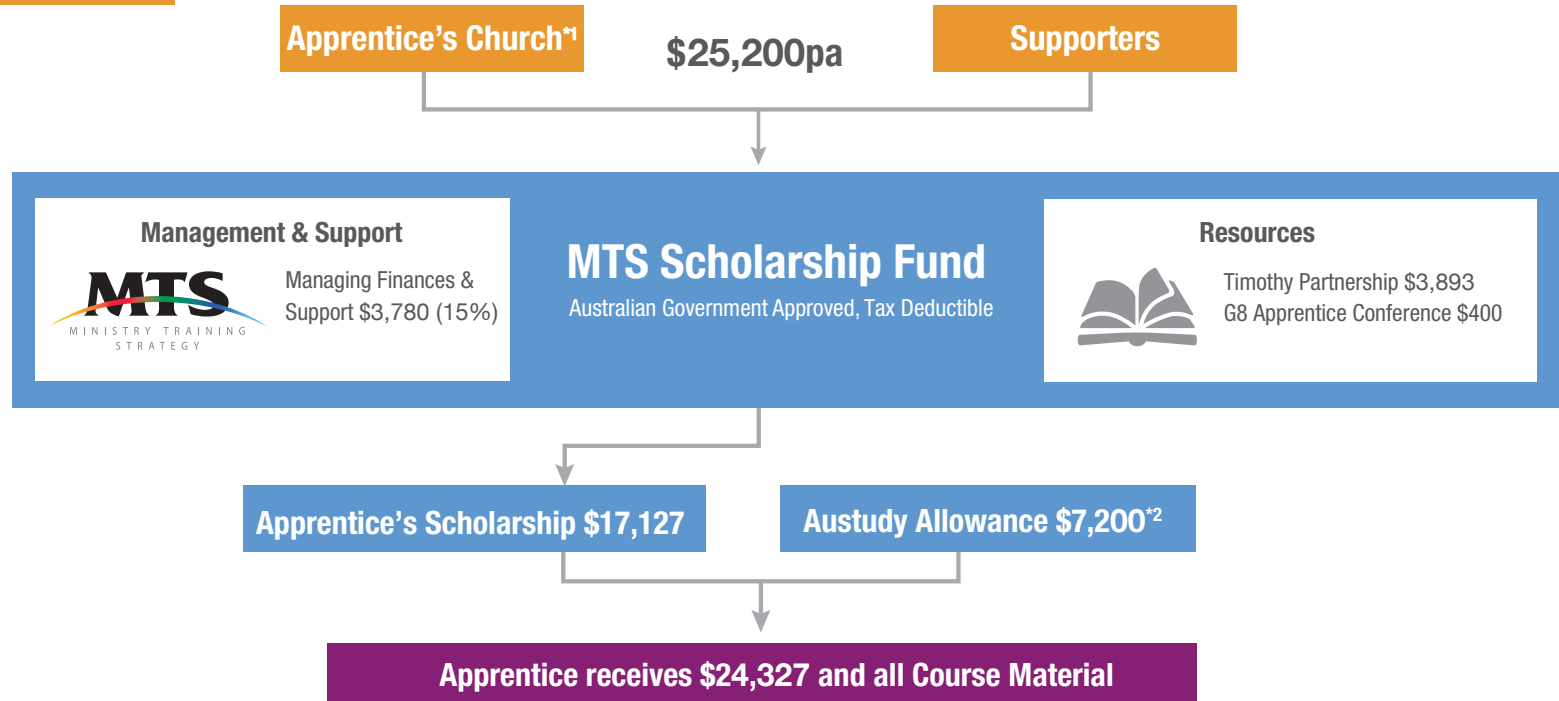 Apprentice's Church*1
$25,200pa
Supporters
Management & Support
MTS
MINISTRY TRAINING
STRATEGY
Managing Finances &
Support $3,780 (15%)
MTS Scholarship Fund
Australian Government Approved, Tax Deductible
Resources
Timothy Partnership $3,893
G8 Apprentice Conference $400
Apprentice's Scholarship $17,127
Austudy Allowance $7,200*2
Apprentice receives $24,327 and all Course Material